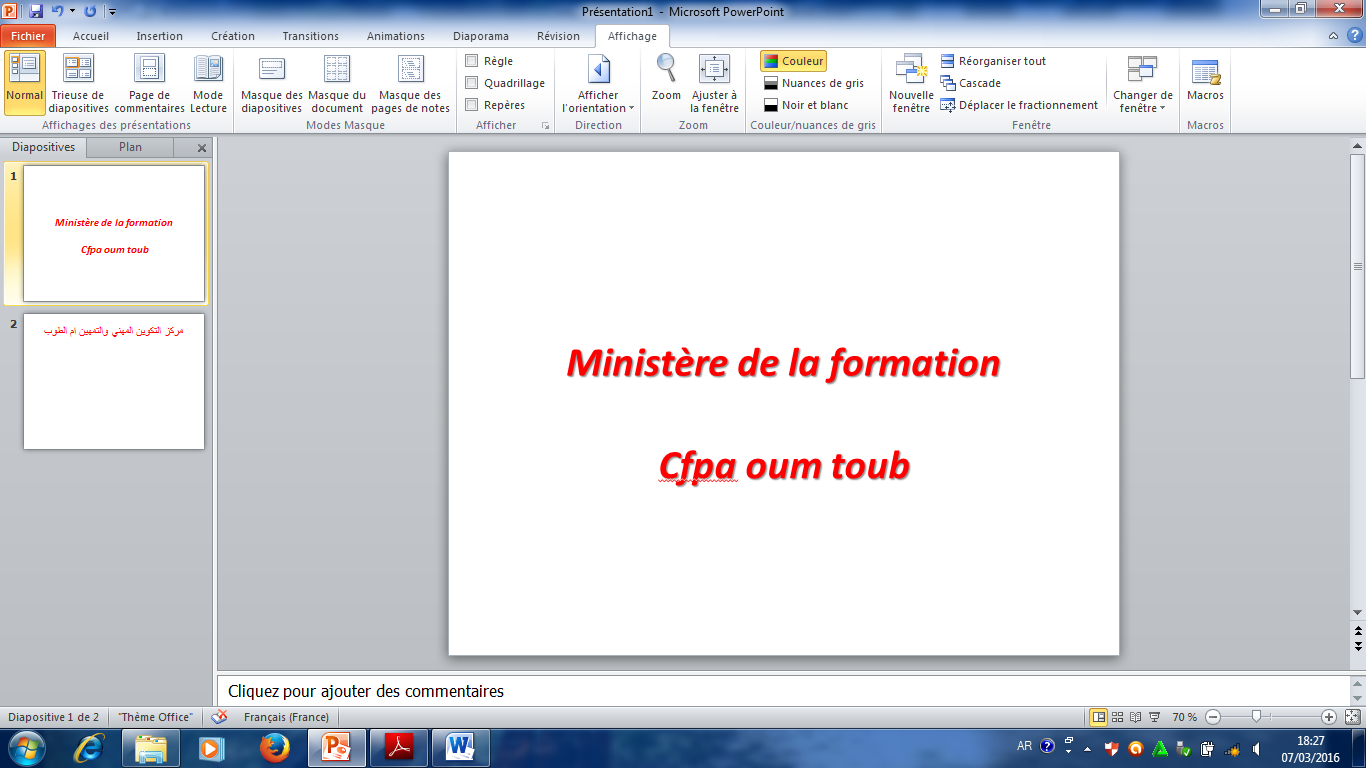 Présentation1 - Microsoft PowerPoint
Fichier Accueil Insertion Création Transitions Animations Diaporama Révision Affichage
Normal
Trieuse de diapositives
Page de commentaires
Mode Lecture
Affichages des présentations
Masque des diapositives
Masque du document
Masque des pages de notes
Modes Masque
Règle
Quadrillage
Repères
Afficher
Afficher l'orientation
Direction
Zoom
Ajuster à la fenêtre
Zoom
Couleur
Nuances de gris
Noir et blanc
Couleur/nuances de gris
Nouvelle fenêtre
Réorganiser tout
Cascade
Déplacer le fractionnement
Changer de fenêtre
Fenêtre
Macros
Macros
Diapositives Plan
1
Ministère de la formation
Cfpa oum toub
2
مركز التكوين المهني والتمهين ام الطوب
Ministère de la formation
Cfpa oum toub
Cliquez pour ajouter des commentaires
Diapositive 1 de 2 "Thème Office" Français (France) 70 %
AR 18:27
07/03/2016